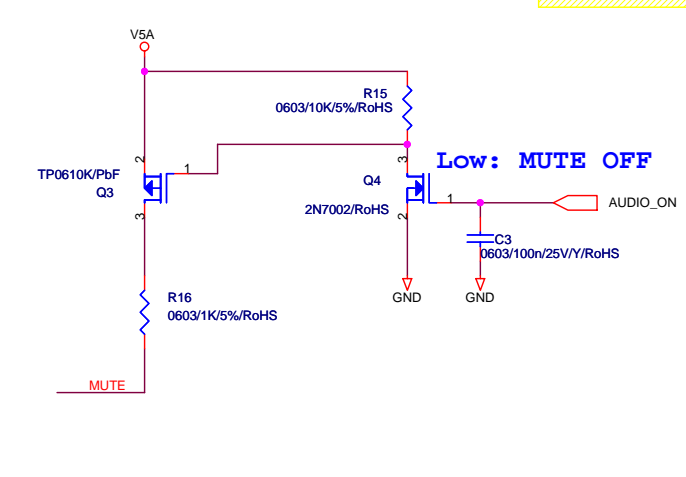 V5A
R15
0603/10K/5%/RoHS
2
1
3
Low: MUTE OFF
TP0610K/PbF
Q3
Q4
3
2N7002/RoHS
2
1
AUDIO_ON
C3
0603/100n/25V/Y/RoHS
GND
GND
R16
0603/1K/5%/RoHS
MUTE